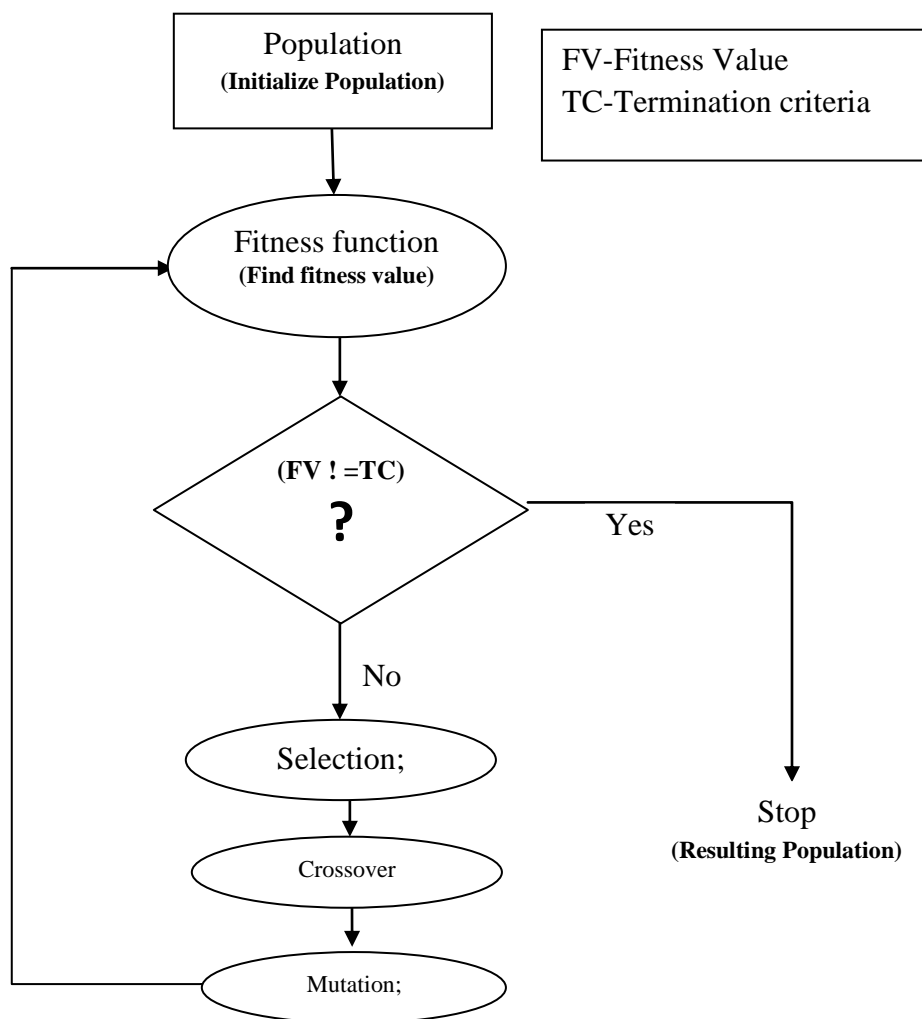 Population
(Initialize Population)
FV-Fitness Value
TC-Termination criteria
Fitness function
(Find fitness value)
(FV ! =TC)
?
Yes
No
Selection;
Stop
(Resulting Population)
Crossover
Mutation;